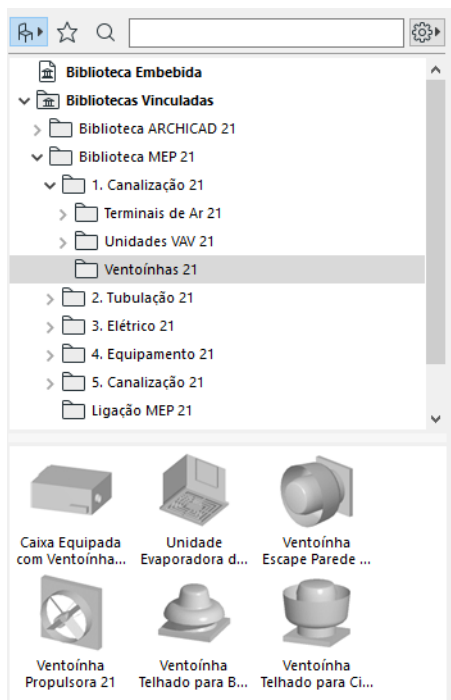 Biblioteca Embebida
Bibliotecas Vinculadas
Biblioteca ARCHICAD 21
Biblioteca MEP 21
1. Canalização 21
Terminais de Ar 21
Unidades VAV 21
Ventoínhas 21
2. Tubulação 21
3. Elétrico 21
4. Equipamento 21
5. Canalização 21
Ligação MEP 21
Caixa Equipada
com Ventoínha...
Unidade
Evaporadora d...
Ventoínha
Escape Parede ...
Ventoínha
Propulsora 21
Ventoínha
Telhado para B...
Ventoínha
Telhado para Ci...